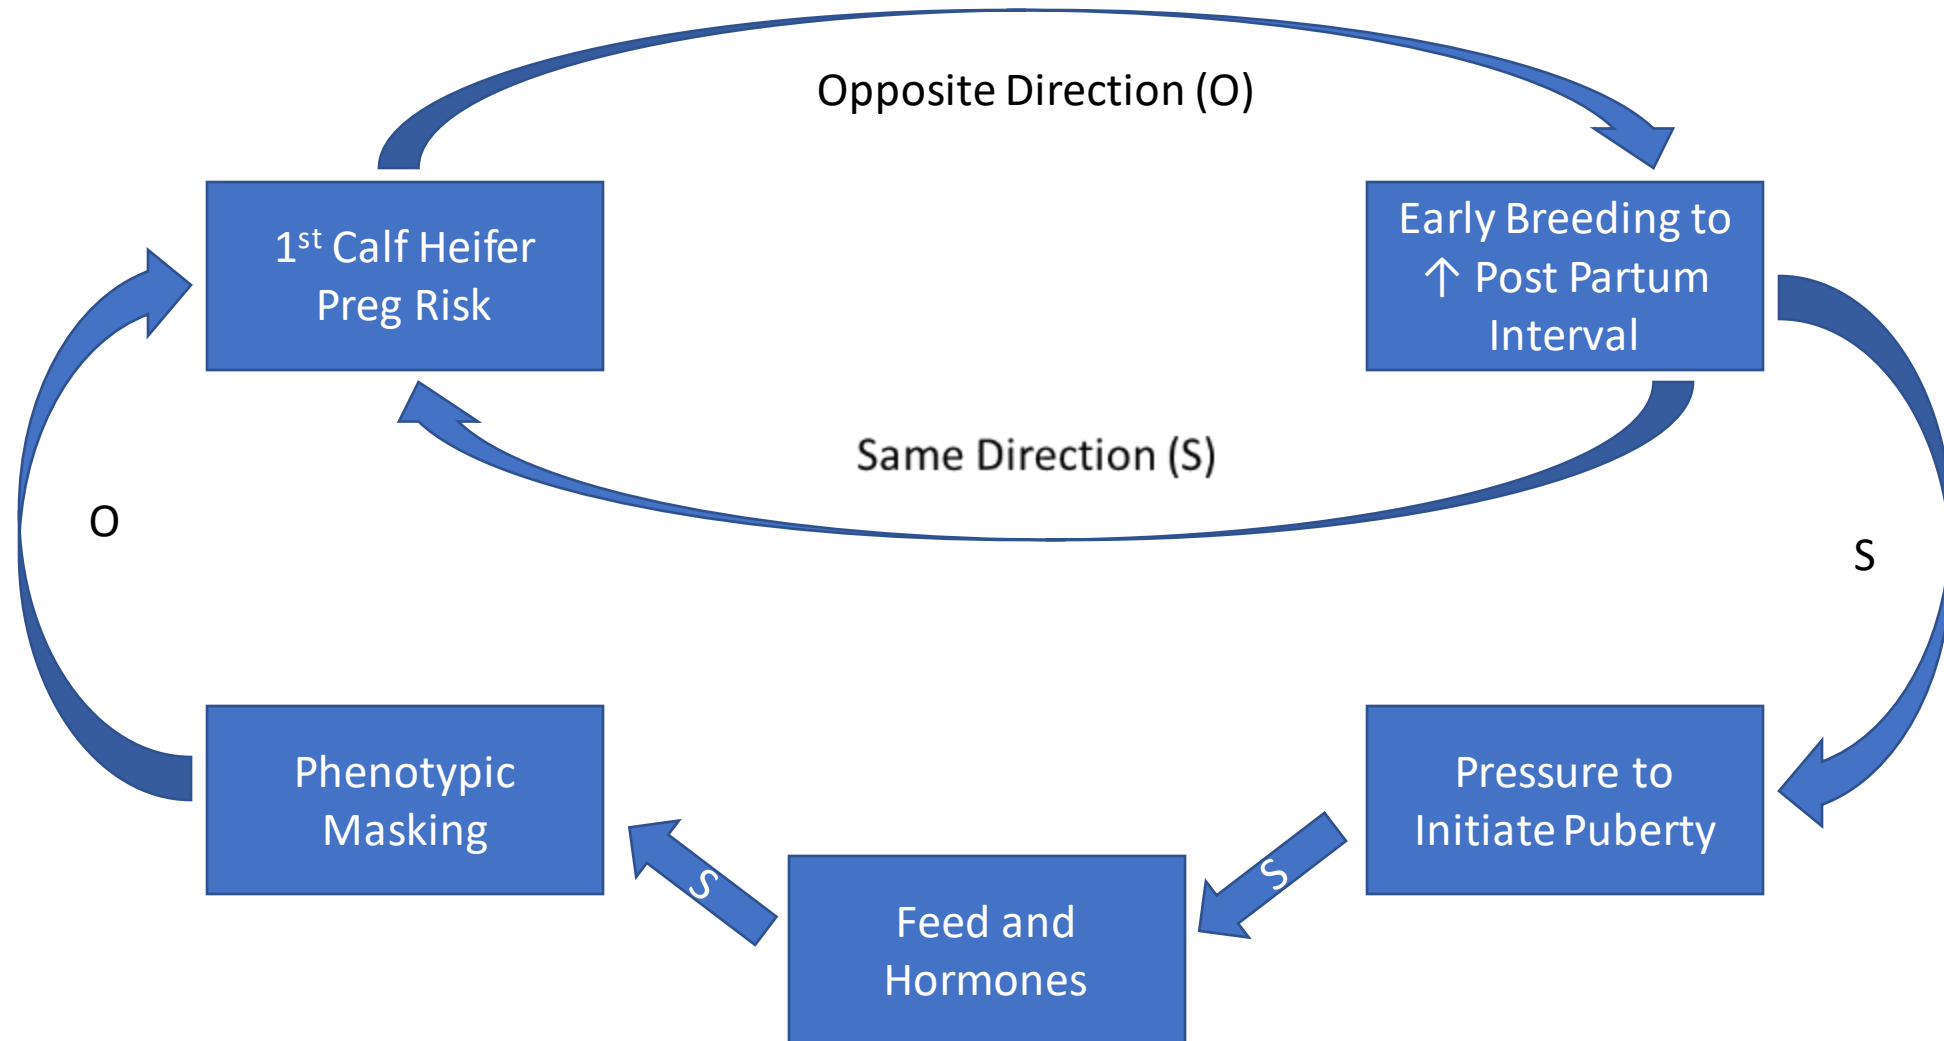 Opposite Direction (O)
1st Calf Heifer
Preg Risk
Early Breeding to
↑ Post Partum
Interval
Same Direction (S)
O
S
Phenotypic
Masking
S
Feed and
Hormones
S
Pressure to
Initiate Puberty